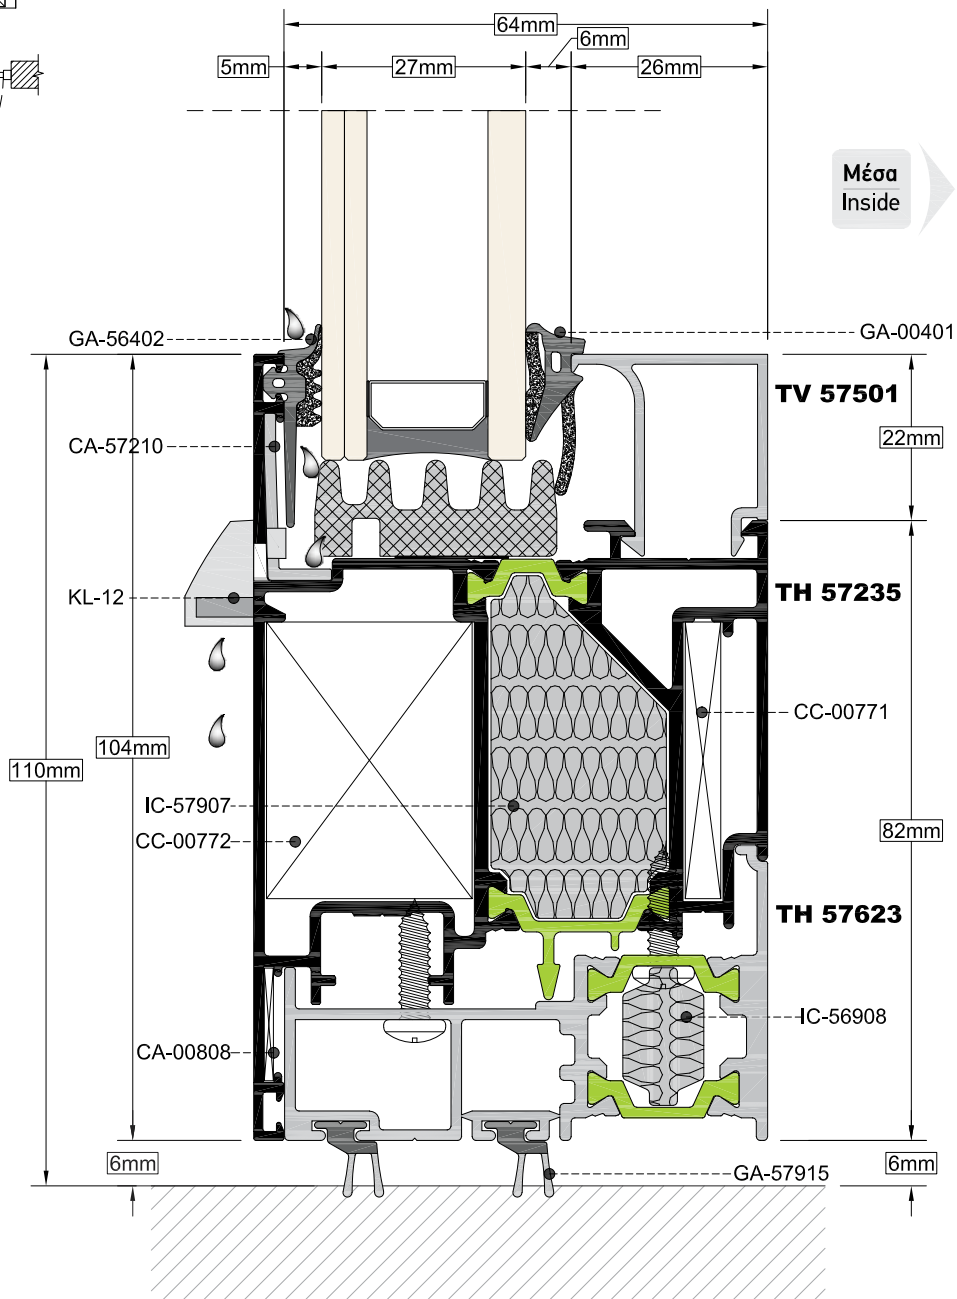 64mm
6mm
5mm
27mm
26mm
Μέσα
Inside
GA-56402
GA-00401
TV 57501
CA-57210
22mm
KL-12
TH 57235
CC-00771
104mm
110mm
IC-57907
CC-00772
82mm
TH 57623
IC-56908
CA-00808
6mm
6mm
GA-57915